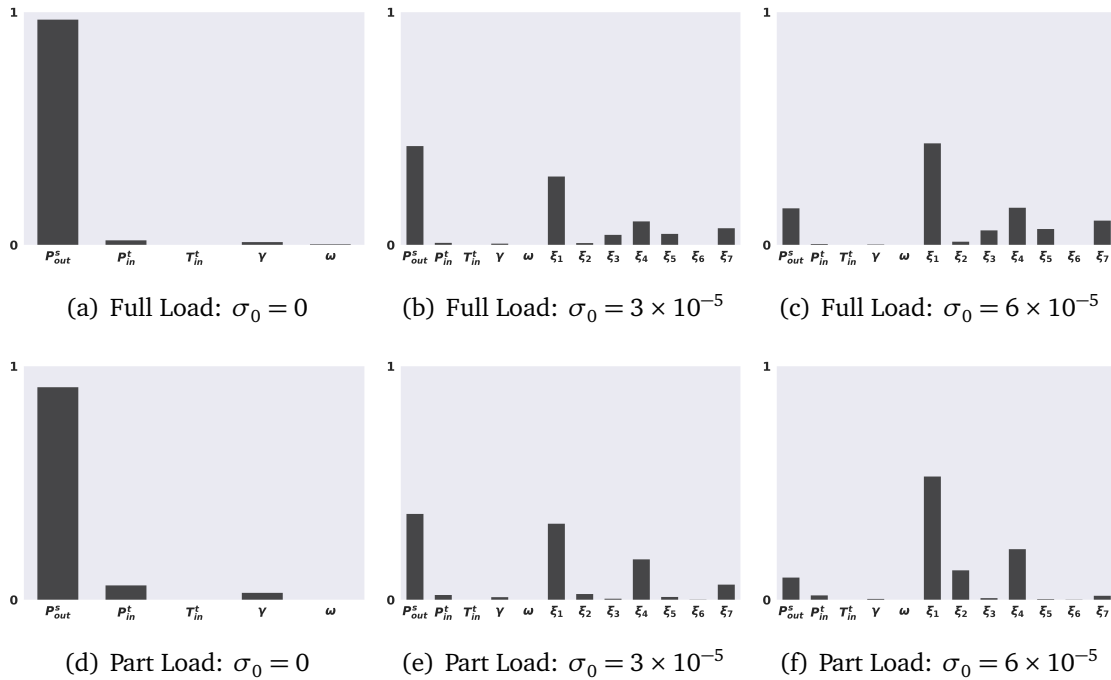 1 1 1
0 0 0
P^s_out P^t_in T^t_in γ ω P^s_out P^t_in T^t_in γ ω ξ₁ ξ₂ ξ₃ ξ₄ ξ₅ ξ₆ ξ₇ P^s_out P^t_in T^t_in γ ω ξ₁ ξ₂ ξ₃ ξ₄ ξ₅ ξ₆ ξ₇
(a) Full Load: σ₀ = 0 (b) Full Load: σ₀ = 3 × 10⁻⁵ (c) Full Load: σ₀ = 6 × 10⁻⁵
1 1 1
0 0 0
P^s_out P^t_in T^t_in γ ω P^s_out P^t_in T^t_in γ ω ξ₁ ξ₂ ξ₃ ξ₄ ξ₅ ξ₆ ξ₇ P^s_out P^t_in T^t_in γ ω ξ₁ ξ₂ ξ₃ ξ₄ ξ₅ ξ₆ ξ₇
(d) Part Load: σ₀ = 0 (e) Part Load: σ₀ = 3 × 10⁻⁵ (f) Part Load: σ₀ = 6 × 10⁻⁵